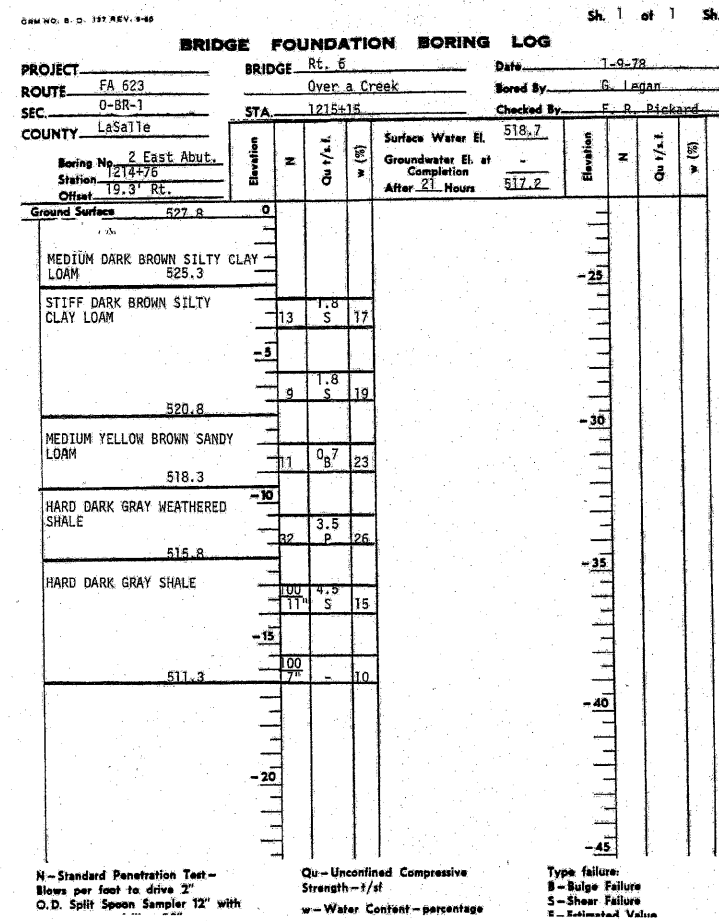 Sh. 1 of 1 Sh.
BRIDGE FOUNDATION BORING LOG
PROJECT BRIDGE Rt. 6 Date 1-9-78
ROUTE FA 623 Over a Creek Bored By G. Legan
SEC. 0-BR-1 STA. 1215+15 Checked By E. R. Pickard
COUNTY LaSalle
Boring No. 2 East Abut.
Station 1214+76
Offset 19.3' Rt.
Elevation N Qu t/s.f. w (%)
Surface Water El. 518.7
Groundwater El. at
Completion -
After 21 Hours 517.2
Elevation N Qu t/s.f. w (%)
Ground Surface 527.8 0
MEDIUM DARK BROWN SILTY CLAY
LOAM 525.3
-25
STIFF DARK BROWN SILTY 1.8
CLAY LOAM 13 S 17
-5
1.8
9 S 19
520.8
-30
MEDIUM YELLOW BROWN SANDY
LOAM 11 0.7 B 23
518.3
-10
HARD DARK GRAY WEATHERED
SHALE 3.5
32 P 26
515.8
-35
HARD DARK GRAY SHALE 100 4.5
11" S 15
-15
100
511.3 7" - 10
-40
-20
-45
N-Standard Penetration Test-
Blows per foot to drive 2"
O.D. Split Spoon Sampler 12" with
Qu-Unconfined Compressive
Strength-t/sf
w-Water Content-percentage
Type failure:
B-Bulge Failure
S-Shear Failure
E-Estimated Value